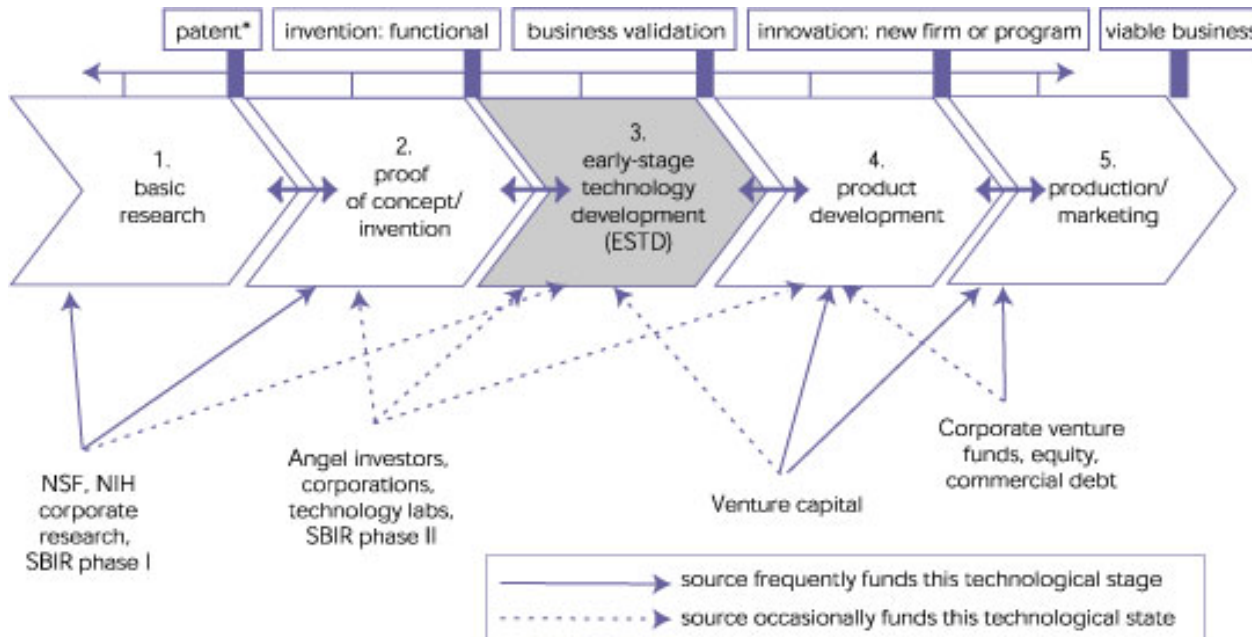 patent*
invention: functional
business validation
innovation: new firm or program
viable business
1.
basic
research
2.
proof
of concept/
invention
3.
early-stage
technology
development
(ESTD)
4.
product
development
5.
production/
marketing
NSF, NIH
corporate
research,
SBIR phase I
Angel investors,
corporations,
technology labs,
SBIR phase II
Venture capital
Corporate venture
funds, equity,
commercial debt
source frequently funds this technological stage
source occasionally funds this technological state